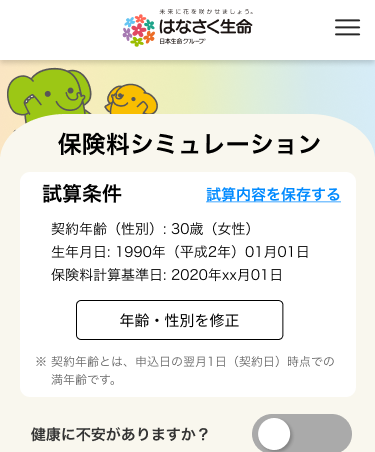 未来に花を咲かせましょう。
はなさく生命
日本生命グループ
保険料シミュレーション
試算条件 試算内容を保存する
契約年齢（性別）: 30歳（女性）
生年月日: 1990年（平成2年）01月01日
保険料計算基準日: 2020年xx月01日
年齢・性別を修正
※ 契約年齢とは、申込日の翌月1日（契約日）時点での
満年齢です。
健康に不安がありますか？